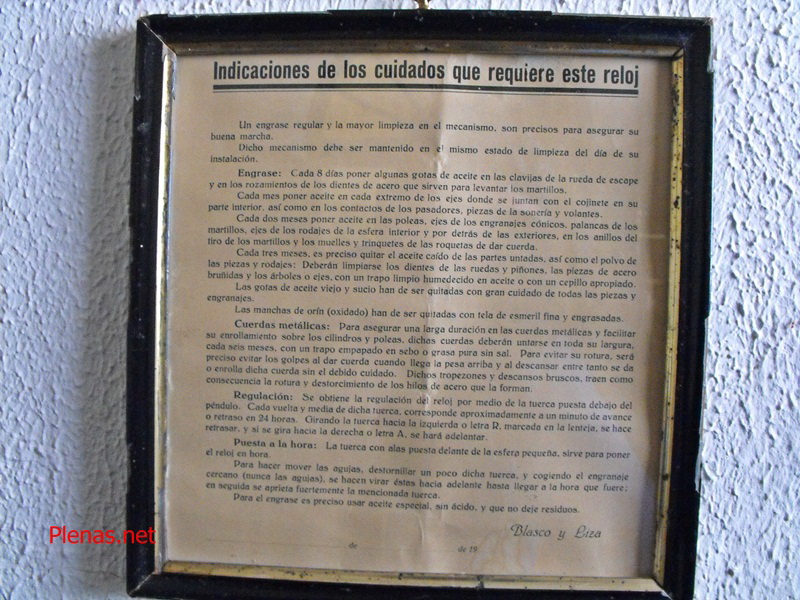 Indicaciones de los cuidados que requiere este reloj
Un engrase regular y la mayor limpieza en el mecanismo, son precisos para asegurar su
buena marcha.
Dicho mecanismo debe ser mantenido en el mismo estado de limpieza del día de su
instalación.
Engrase: Cada 8 días poner algunas gotas de aceite en las clavijas de la rueda de escape
y en los rozamientos de los dientes de acero que sirven para levantar los martillos.
Cada mes poner aceite en cada extremo de los ejes donde se juntan con el cojinete en su
parte interior, así como en los contactos de los pasadores, piezas de la sonería y volantes.
Cada dos meses poner aceite en las poleas, ejes de los engranajes cónicos, palancas de los
martillos, ejes de los rodajes de la esfera interior y por detrás de las exteriores, en los anillos del
tiro de los martillos y los muelles y trinquetes de las roquetas de dar cuerda.
Cada tres meses, es preciso quitar el aceite caído de las partes untadas, así como el polvo de
las piezas y rodajes: Deberán limpiarse los dientes de las ruedas y piñones, las piezas de acero
bruñidas y los árboles o ejes, con un trapo limpio humedecido en aceite o con un cepillo apropiado.
Las gotas de aceite viejo y sucio han de ser quitadas con gran cuidado de todas las piezas y
engranajes.
Las manchas de orín (oxidado) han de ser quitadas con tela de esmeril fina y engrasadas.
Cuerdas metálicas: Para asegurar una larga duración en las cuerdas metálicas y facilitar
su enrollamiento sobre los cilindros y poleas, dichas cuerdas deberán untarse en toda su largura,
cada seis meses, con un trapo empapado en sebo o grasa pura sin sal. Para evitar su rotura, será
preciso evitar los golpes al dar cuerda cuando llega la pesa arriba y al descansar entre tanto se da
o enrolla dicha cuerda sin el debido cuidado. Dichos tropezones y descansos bruscos, traen como
consecuencia la rotura y destorcimiento de los hilos de acero que la forman.
Regulación: Se obtiene la regulación del reloj por medio de la tuerca puesta debajo del
péndulo. Cada vuelta y media de dicha tuerca, corresponde aproximadamente a un minuto de avance
o retraso en 24 horas. Girando la tuerca hacia la izquierda o letra R, marcada en la lenteja, se hace
retrasar, y si se gira hacia la derecha o letra A, se hará adelantar.
Puesta a la hora: La tuerca con alas puesta delante de la esfera pequeña, sirve para poner
el reloj en hora.
Para hacer mover las agujas, destornillar un poco dicha tuerca, y cogiendo el engranaje
cercano (nunca las agujas), se hacen virar éstas hacia adelante hasta llegar a la hora que fuere;
en seguida se aprieta fuertemente la mencionada tuerca.
Para el engrase es preciso usar aceite especial, sin ácido, y que no deje residuos.
Blasco y Liza
de de 19
Plenas.net